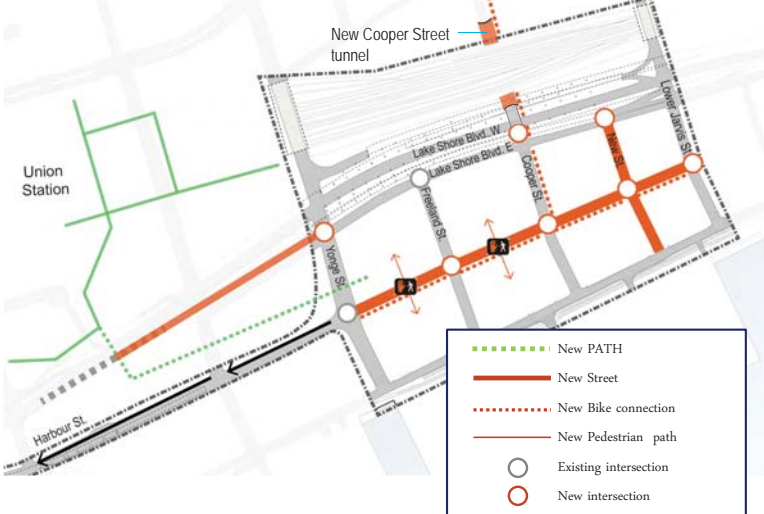 New Cooper Street
tunnel
Union
Station
Lake Shore Blvd. W
Lake Shore Blvd. E
Lower Jarvis St.
New St.
Cooper St.
Freeland St.
Yonge St.
Harbour St.
New PATH
New Street
New Bike connection
New Pedestrian path
Existing intersection
New intersection